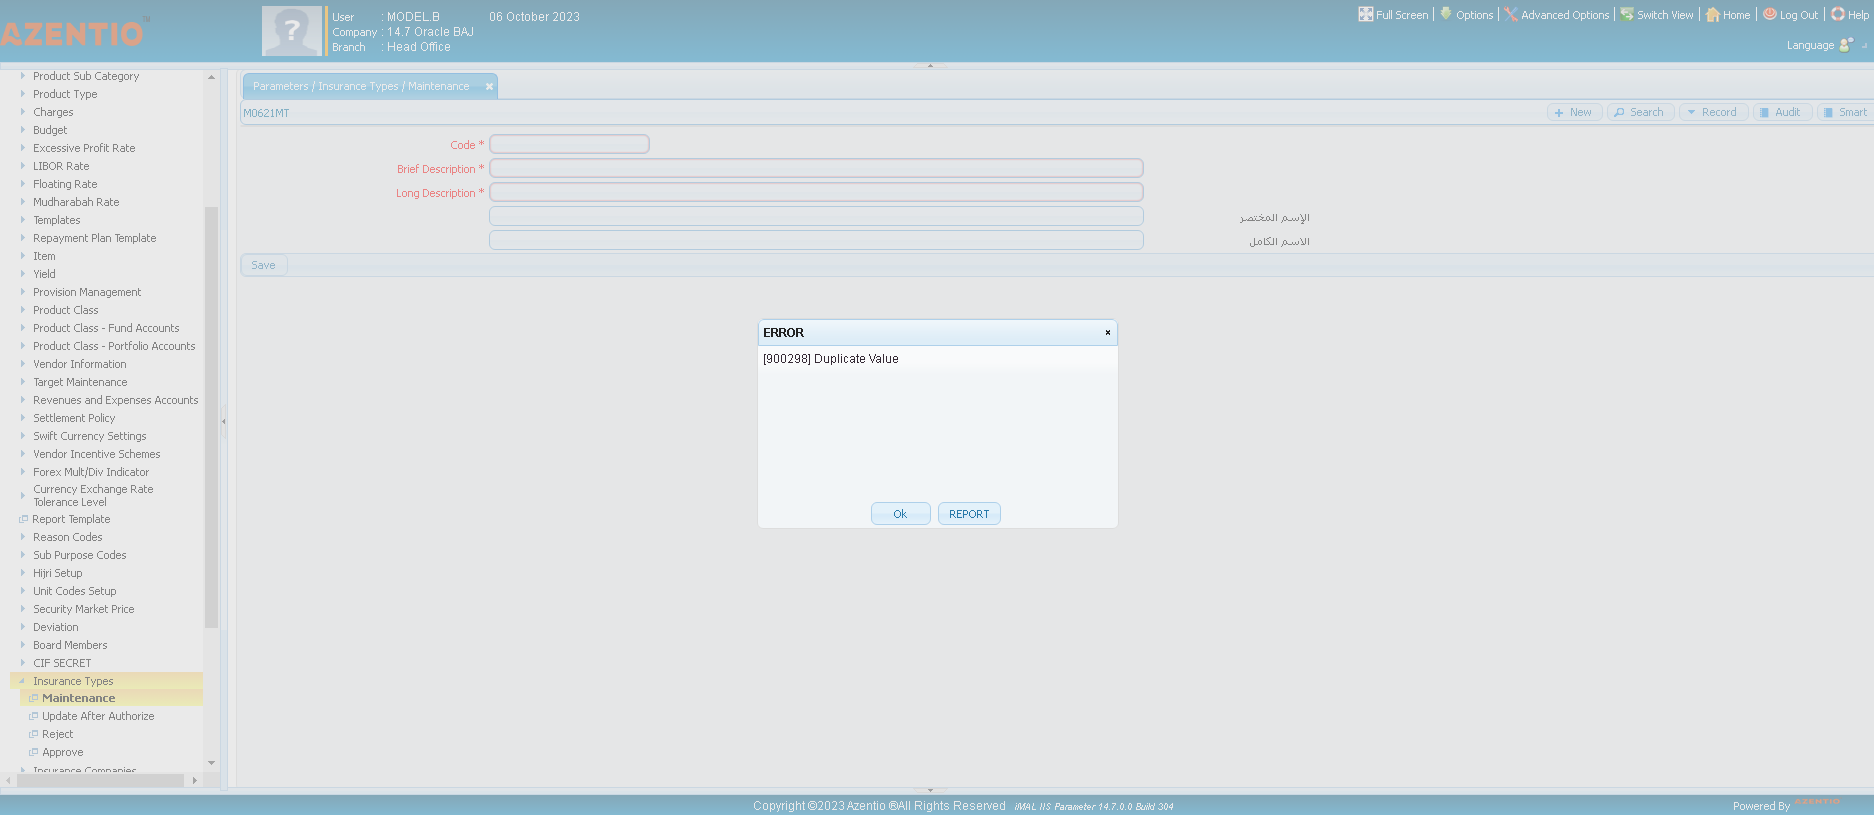 AZENTIO™
User : MODEL.B 06 October 2023
Company : 14.7 Oracle BAJ
Branch : Head Office
Full Screen | Options | Advanced Options | Switch View | Home | Log Out | Help
Language
Product Sub Category
Product Type
Charges
Budget
Excessive Profit Rate
LIBOR Rate
Floating Rate
Mudharabah Rate
Templates
Repayment Plan Template
Item
Yield
Provision Management
Product Class
Product Class - Fund Accounts
Product Class - Portfolio Accounts
Vendor Information
Target Maintenance
Revenues and Expenses Accounts
Settlement Policy
Swift Currency Settings
Vendor Incentive Schemes
Forex Mult/Div Indicator
Currency Exchange Rate
Tolerance Level
Report Template
Reason Codes
Sub Purpose Codes
Hijri Setup
Unit Codes Setup
Security Market Price
Deviation
Board Members
CIF SECRET
Insurance Types
Maintenance
Update After Authorize
Reject
Approve
Insurance Companies
Parameters / Insurance Types / Maintenance
M0621MT
New Search Record Audit Smart
Code *
Brief Description *
Long Description *
الإسم المختصر
الاسم الكامل
Save
ERROR
[900298] Duplicate Value
Ok REPORT
Copyright ©2023 Azentio ®All Rights Reserved iMAL IIS Parameter 14.7.0.0 Build 304
Powered By AZENTIO